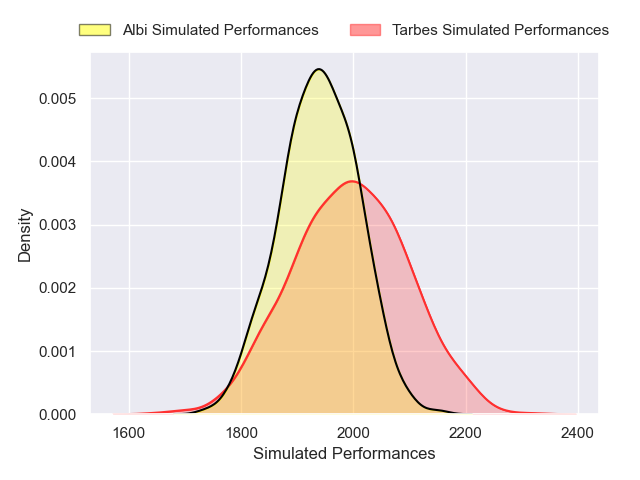 Albi Simulated Performances Tarbes Simulated Performances
0.005
0.004
0.003
0.002
0.001
0.000
Density
1600 1800 2000 2200 2400
Simulated Performances